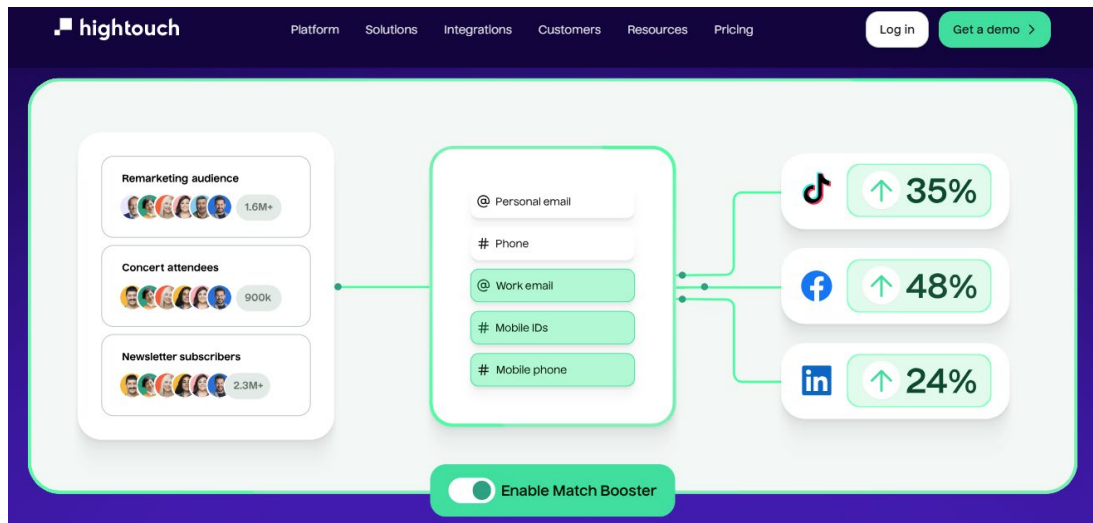 hightouch
Platform Solutions Integrations Customers Resources Pricing
Log in
Get a demo >
Remarketing audience
1.6M+
Concert attendees
900k
Newsletter subscribers
2.3M+
@ Personal email
# Phone
@ Work email
# Mobile IDs
# Mobile phone
↑ 35%
↑ 48%
in ↑ 24%
Enable Match Booster